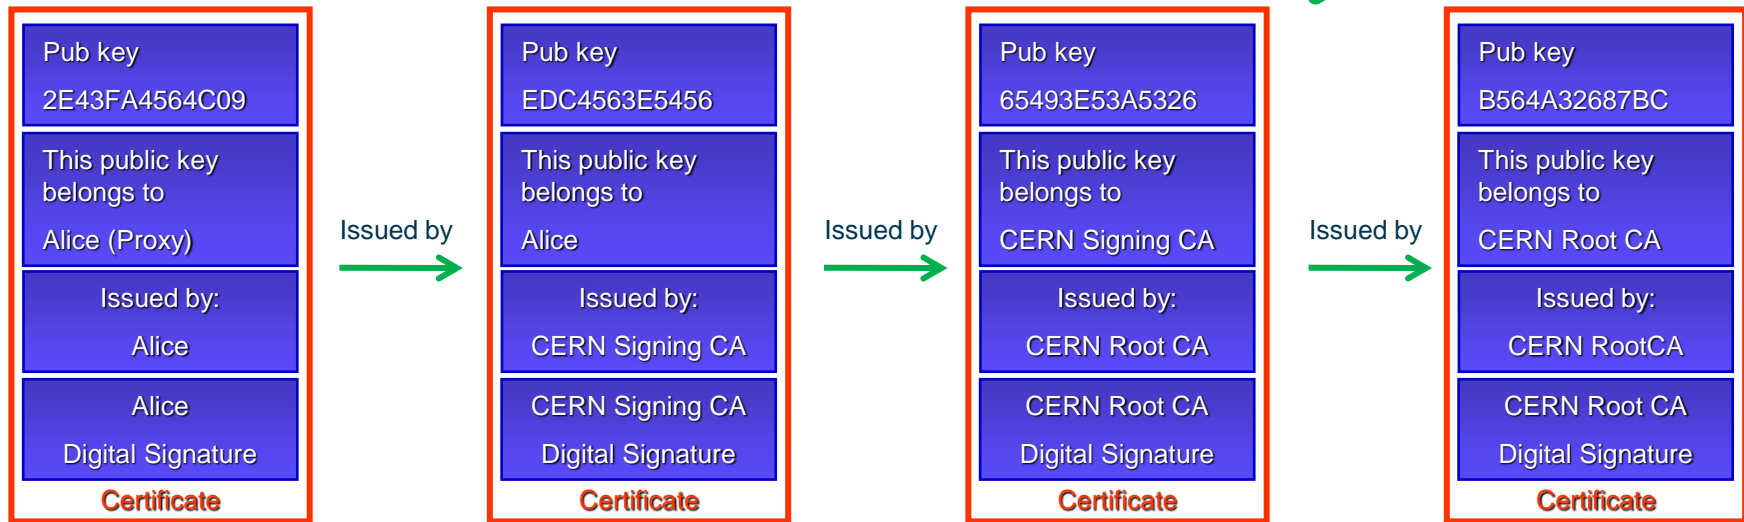 Pub key
2E43FA4564C09
This public key
belongs to
Alice (Proxy)
Issued by:
Alice
Alice
Digital Signature
Certificate
Issued by
Pub key
EDC4563E5456
This public key
belongs to
Alice
Issued by:
CERN Signing CA
CERN Signing CA
Digital Signature
Certificate
Issued by
Pub key
65493E53A5326
This public key
belongs to
CERN Signing CA
Issued by:
CERN Root CA
CERN Root CA
Digital Signature
Certificate
Issued by
Pub key
B564A32687BC
This public key
belongs to
CERN Root CA
Issued by:
CERN RootCA
CERN Root CA
Digital Signature
Certificate